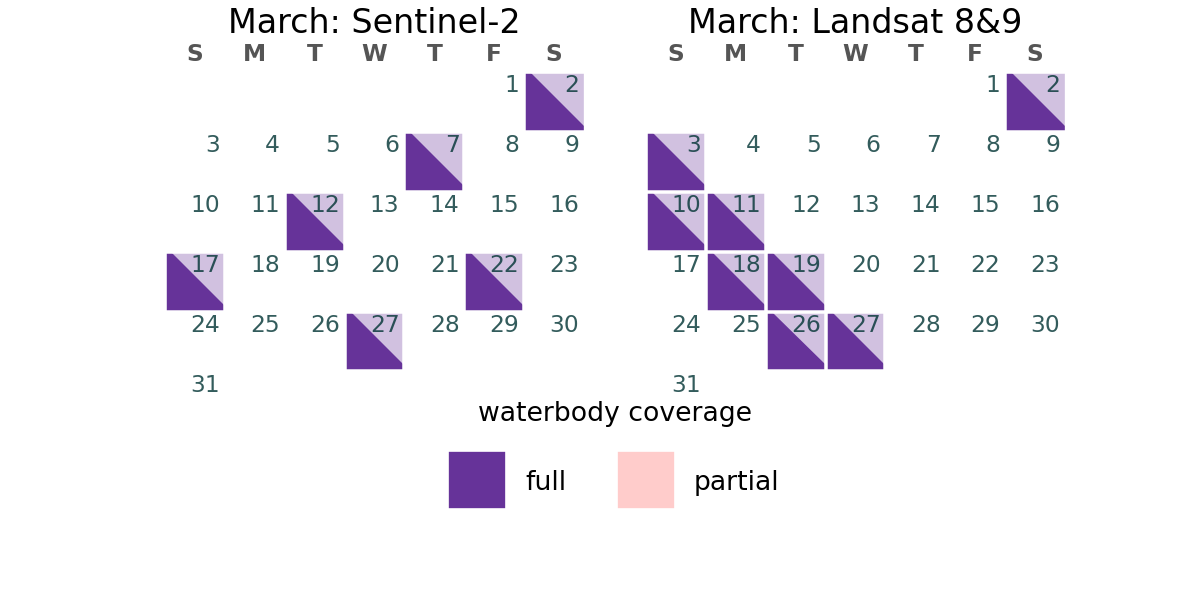 March: Sentinel-2
S M T W T F S
1 2
3 4 5 6 7 8 9
10 11 12 13 14 15 16
17 18 19 20 21 22 23
24 25 26 27 28 29 30
31
March: Landsat 8&9
S M T W T F S
1 2
3 4 5 6 7 8 9
10 11 12 13 14 15 16
17 18 19 20 21 22 23
24 25 26 27 28 29 30
31
waterbody coverage
full partial